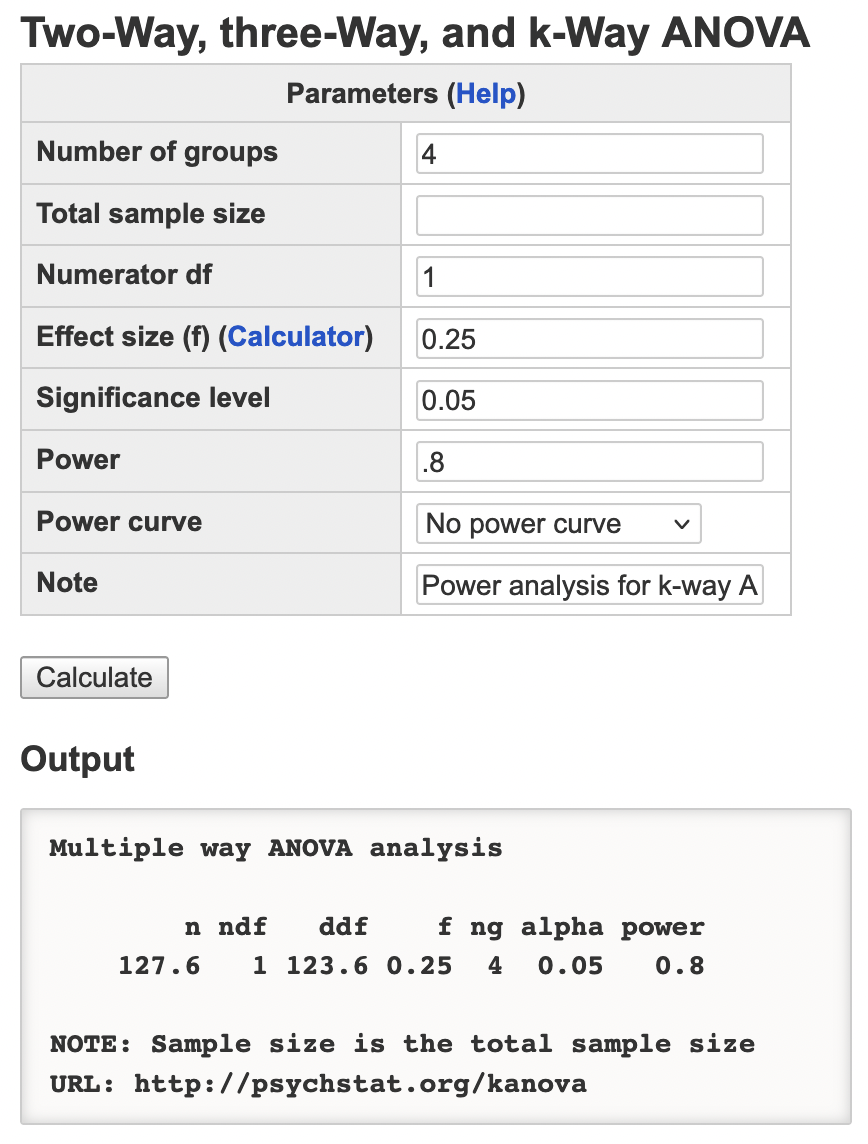 Two-Way, three-Way, and k-Way ANOVA
Parameters (Help)
Number of groups 4
Total sample size
Numerator df 1
Effect size (f) (Calculator) 0.25
Significance level 0.05
Power .8
Power curve No power curve
Note Power analysis for k-way A
Calculate
Output
Multiple way ANOVA analysis
n ndf ddf f ng alpha power
127.6 1 123.6 0.25 4 0.05 0.8
NOTE: Sample size is the total sample size
URL: http://psychstat.org/kanova